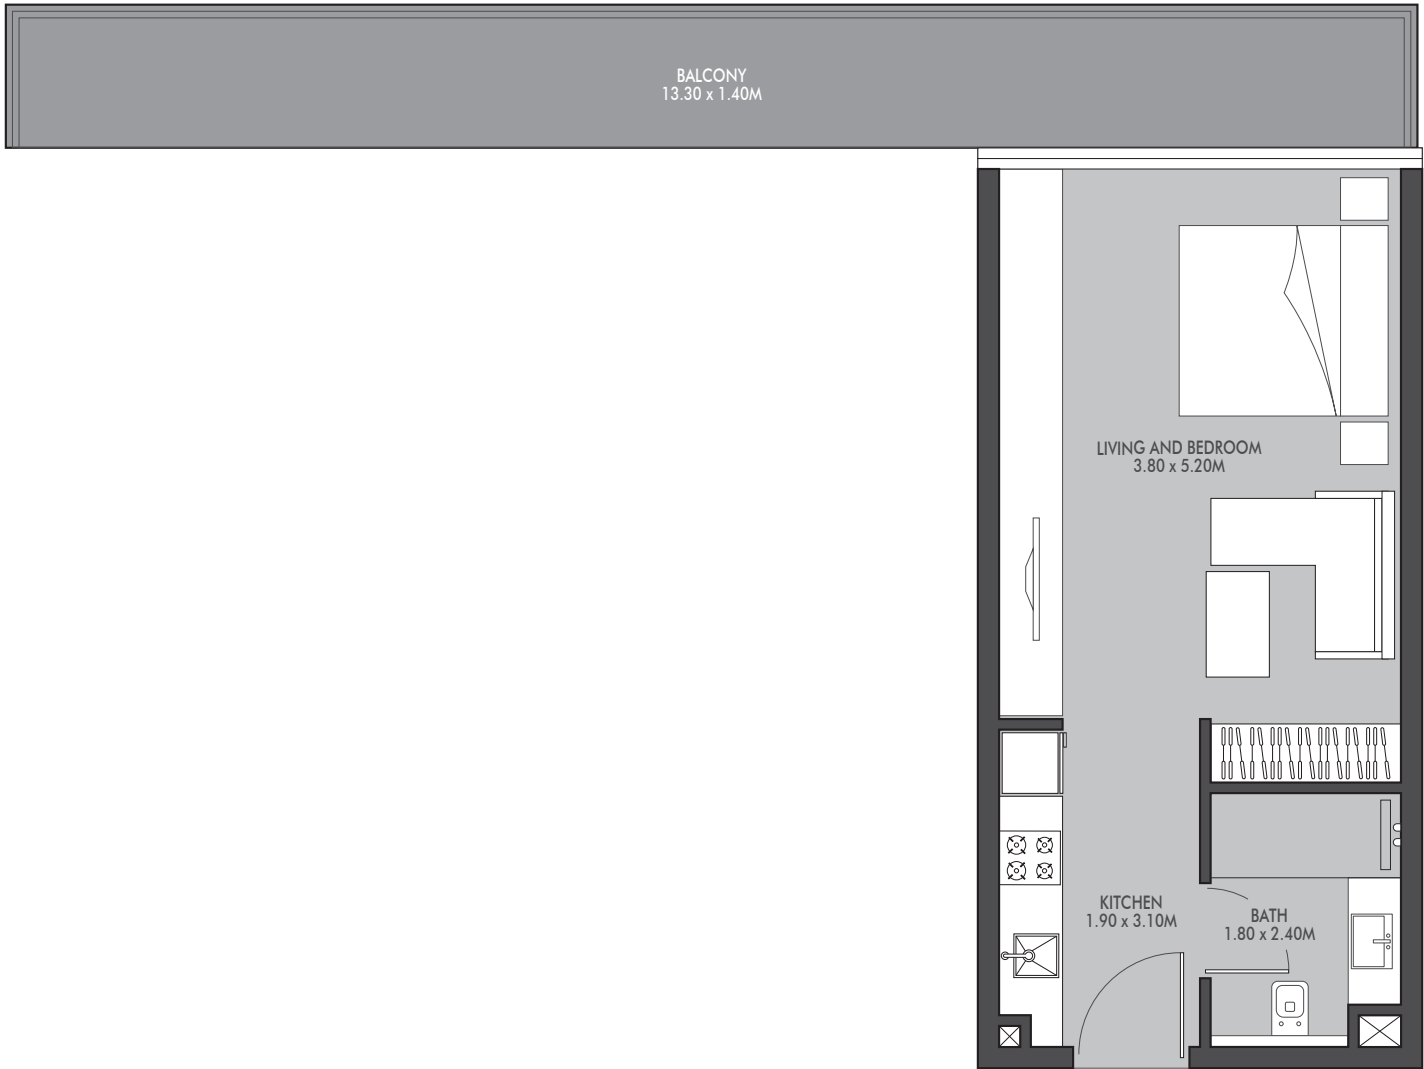 BALCONY
13.30 x 1.40M
LIVING AND BEDROOM
3.80 x 5.20M
KITCHEN
1.90 x 3.10M
BATH
1.80 x 2.40M